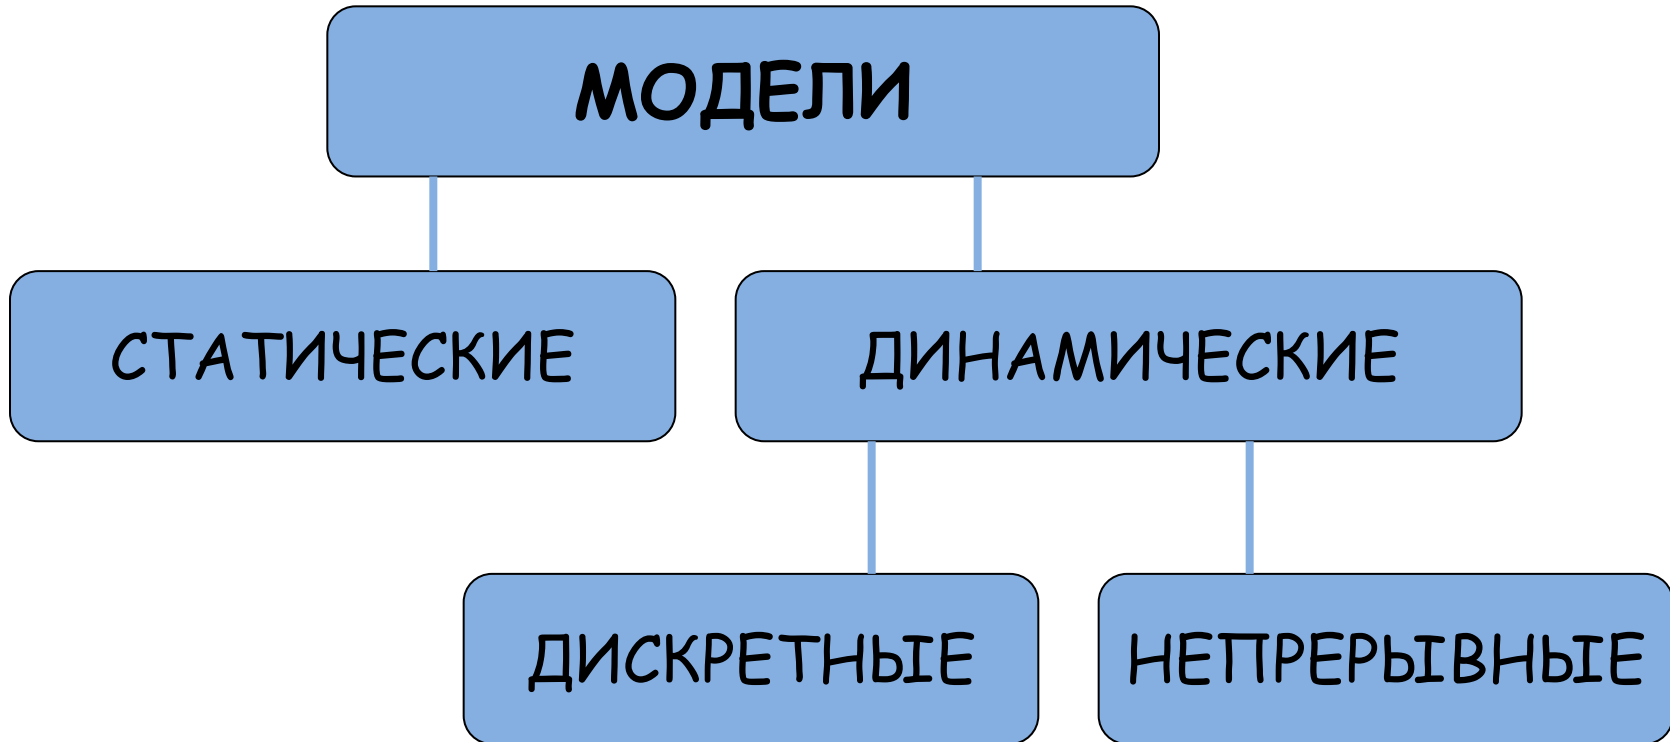 МОДЕЛИ
СТАТИЧЕСКИЕ
ДИНАМИЧЕСКИЕ
ДИСКРЕТНЫЕ
НЕПРЕРЫВНЫЕ